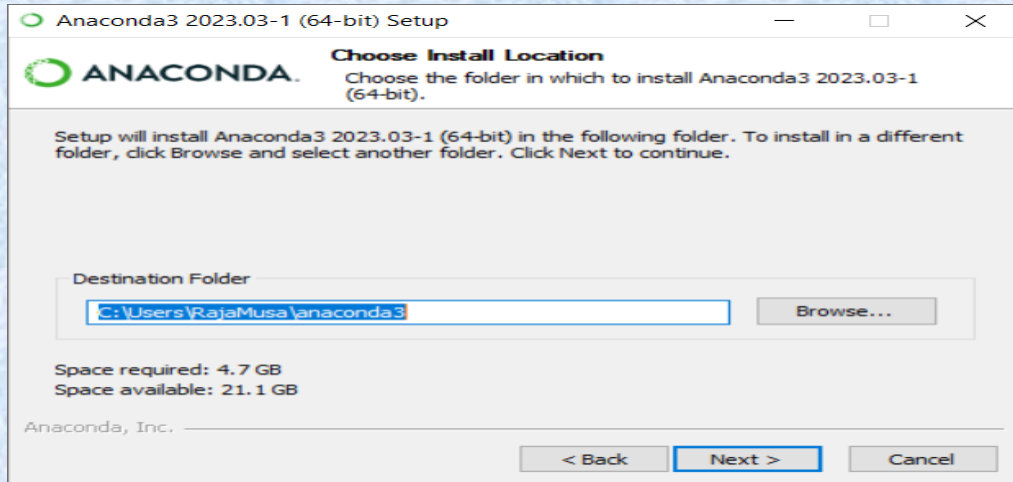 Anaconda3 2023.03-1 (64-bit) Setup
ANACONDA.
Choose Install Location
Choose the folder in which to install Anaconda3 2023.03-1
(64-bit).
Setup will install Anaconda3 2023.03-1 (64-bit) in the following folder. To install in a different
folder, click Browse and select another folder. Click Next to continue.
Destination Folder
C:\Users\RajaMusa\anaconda3
Browse...
Space required: 4.7 GB
Space available: 21.1 GB
Anaconda, Inc.
< Back
Next >
Cancel